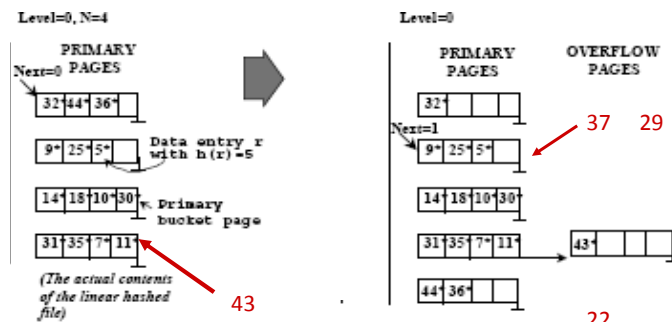 Level=0, N=4
PRIMARY
PAGES
Next=0
32* 44* 36*
9* 25* 5*
Data entry r
with h(r)=5
14* 18* 10* 30*
Primary
bucket page
31* 35* 7* 11*
(The actual contents
of the linear hashed
file)
43
Level=0
PRIMARY
PAGES
OVERFLOW
PAGES
32*
Next=1
9* 25* 5*
37 29
14* 18* 10* 30*
31* 35* 7* 11*
43*
44* 36*
22